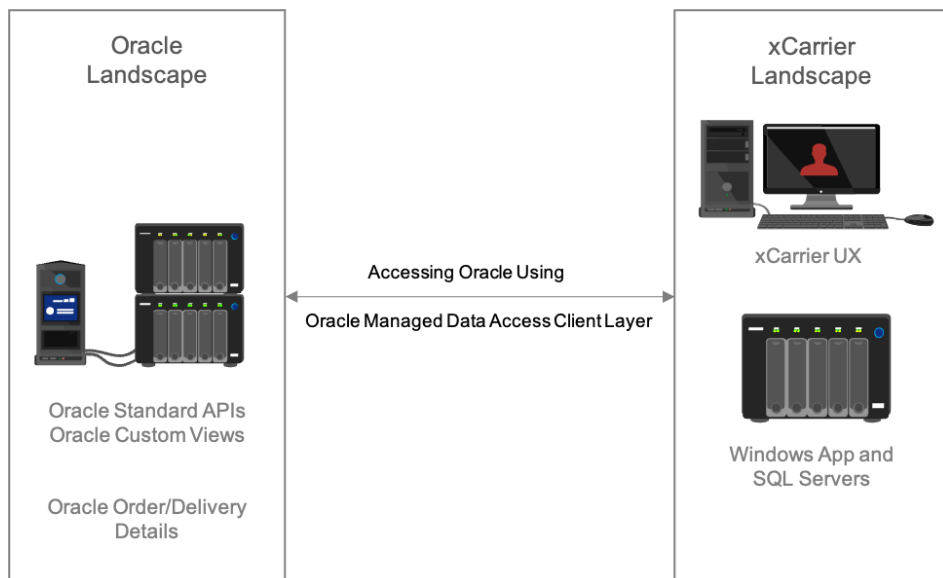 Oracle
Landscape
Oracle Standard APIs
Oracle Custom Views
Oracle Order/Delivery
Details
Accessing Oracle Using
Oracle Managed Data Access Client Layer
xCarrier
Landscape
xCarrier UX
Windows App and
SQL Servers